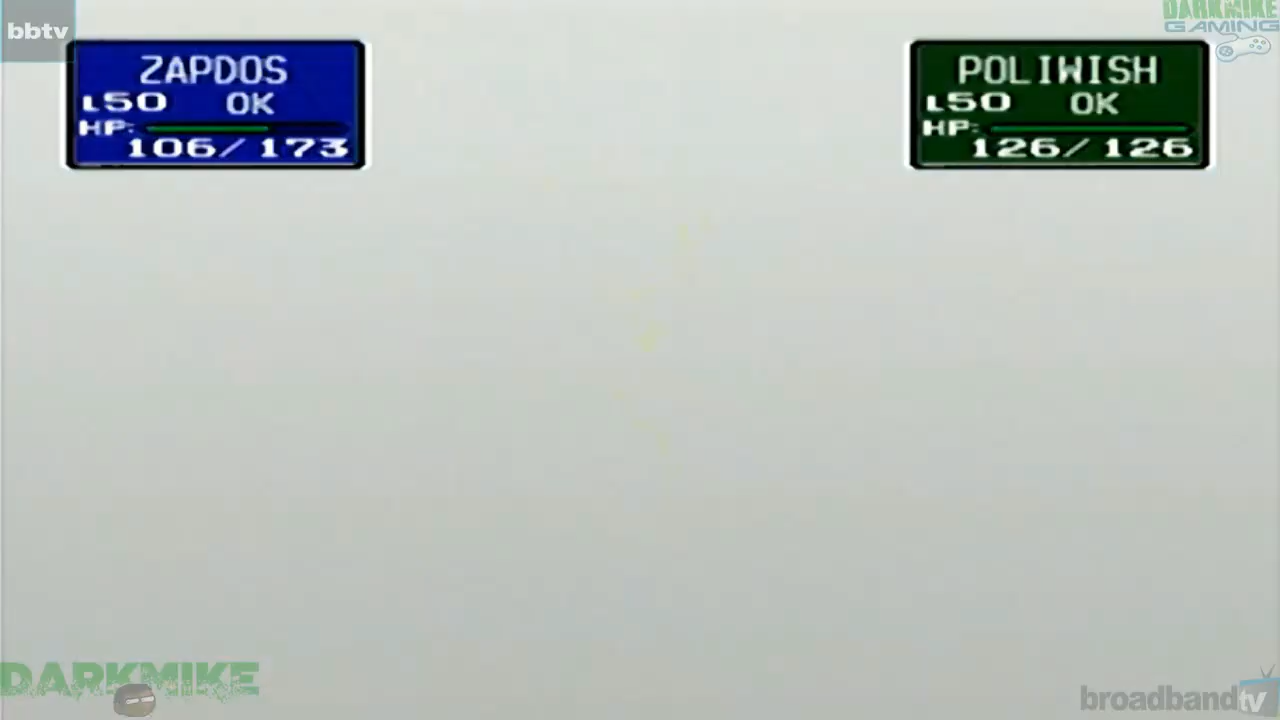 bbtv
DARKMIKE
GAMING
ZAPDOS
L50 OK
HP:
106/173
POLIWISH
L50 OK
HP:
126/126
DARKMIKE
broadbandtv